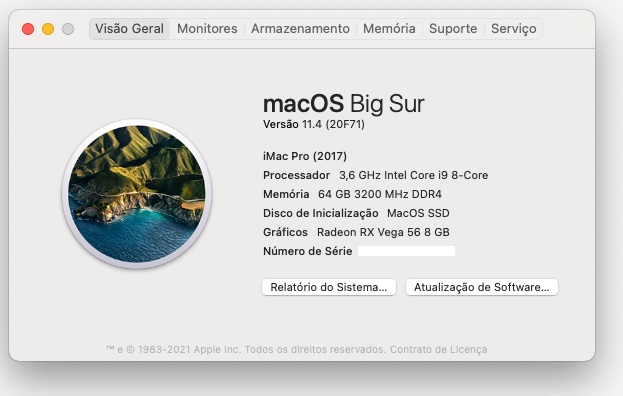 Visão Geral Monitores Armazenamento Memória Suporte Serviço
macOS Big Sur
Versão 11.4 (20F71)
iMac Pro (2017)
Processador 3,6 GHz Intel Core i9 8-Core
Memória 64 GB 3200 MHz DDR4
Disco de Inicialização MacOS SSD
Gráficos Radeon RX Vega 56 8 GB
Número de Série
Relatório do Sistema... Atualização de Software...
™ e © 1983-2021 Apple Inc. Todos os direitos reservados. Contrato de Licença